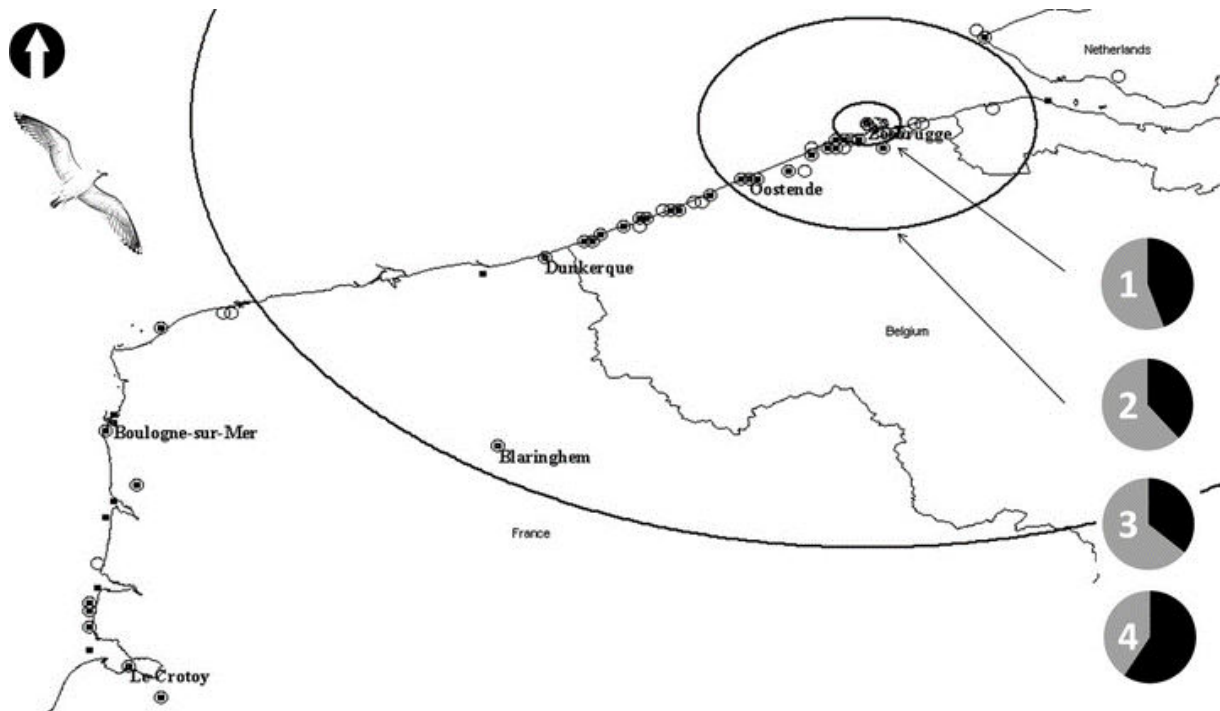 Netherlands
Zeebrugge
Oostende
Dunkerque
1
Belgium
2
Boulogne-sur-Mer
Blaringhem
3
France
4
Le Crotoy